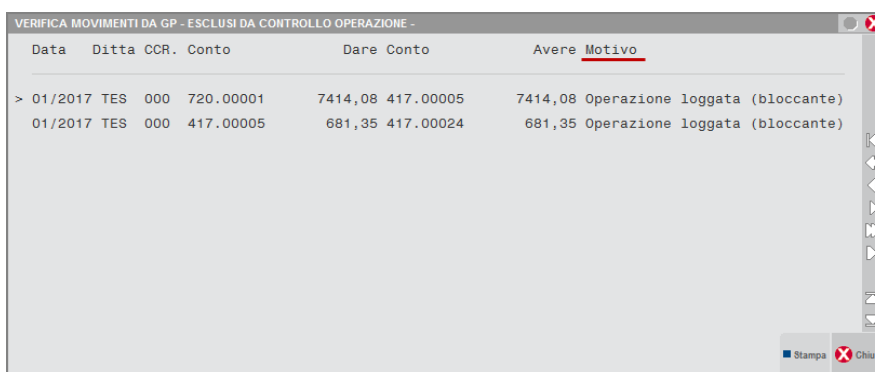 VERIFICA MOVIMENTI DA GP - ESCLUSI DA CONTROLLO OPERAZIONE -
Data Ditta CCR. Conto Dare Conto Avere Motivo
> 01/2017 TES 000 720.00001 7414,08 417.00005 7414,08 Operazione loggata (bloccante)
01/2017 TES 000 417.00005 681,35 417.00024 681,35 Operazione loggata (bloccante)
Stampa Chiu